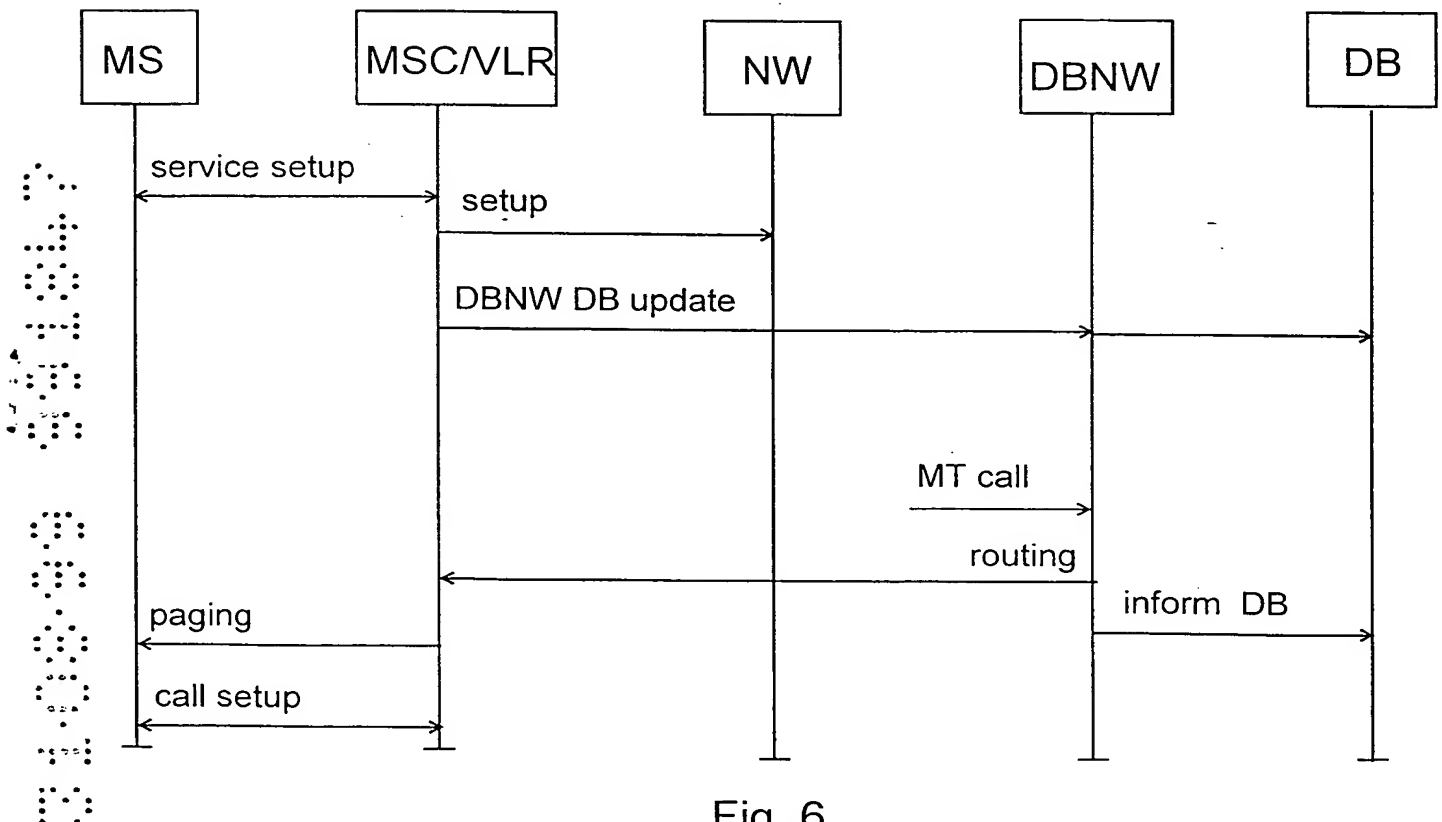 MS
MSC/VLR
NW
DBNW
DB
service setup
setup
DBNW DB update
MT call
routing
inform DB
paging
call setup
Fig. 6